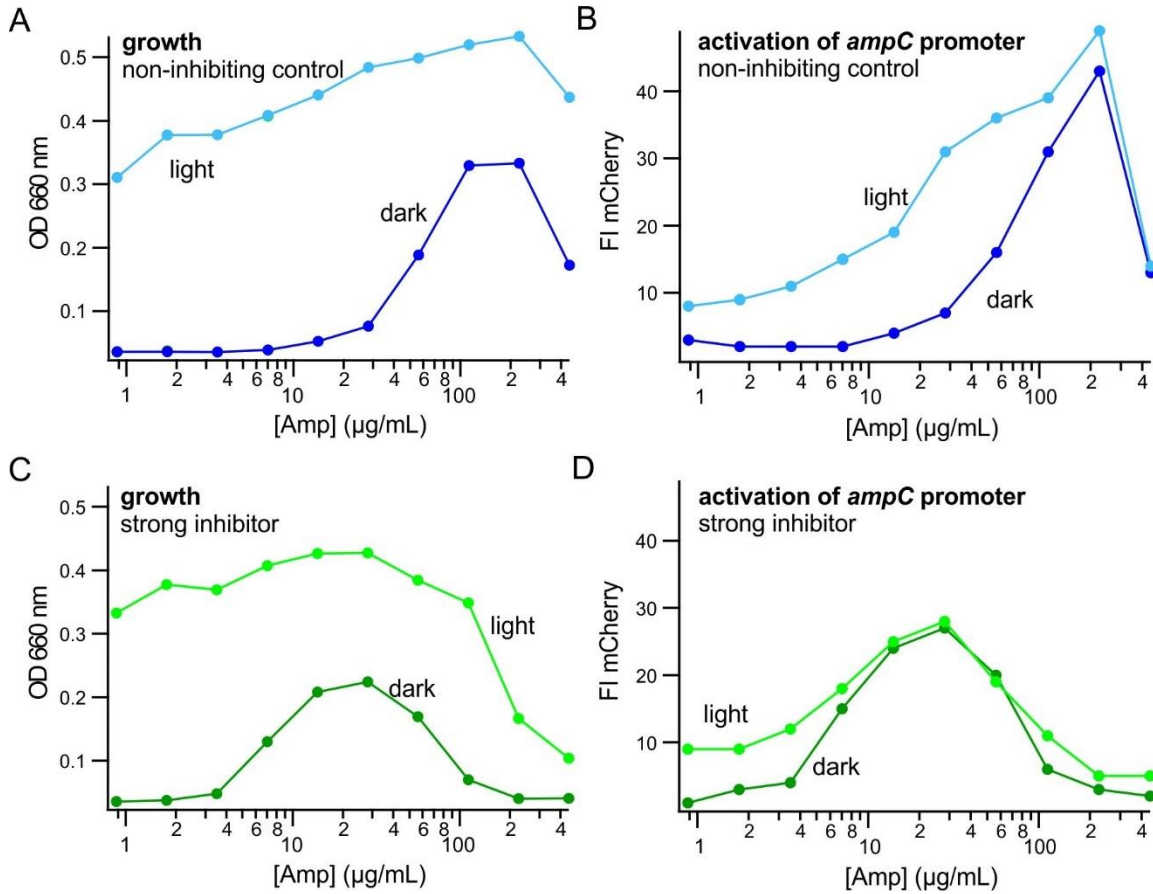 A
growth
non-inhibiting control
0.5
0.4
0.3
0.2
0.1
OD 660 nm
light
dark
2 4 6 8 2 4 6 8 2 4
1 10 100
[Amp] (µg/mL)
B
activation of ampC promoter
non-inhibiting control
40
30
20
10
FI mCherry
light
dark
2 4 6 8 2 4 6 8 2 4
1 10 100
[Amp] (µg/mL)
C
growth
strong inhibitor
0.5
0.4
0.3
0.2
0.1
OD 660 nm
light
dark
2 4 6 8 2 4 6 8 2 4
1 10 100
[Amp] (µg/mL)
D
activation of ampC promoter
strong inhibitor
40
30
20
10
FI mCherry
light
dark
2 4 6 8 2 4 6 8 2 4
1 10 100
[Amp] (µg/mL)